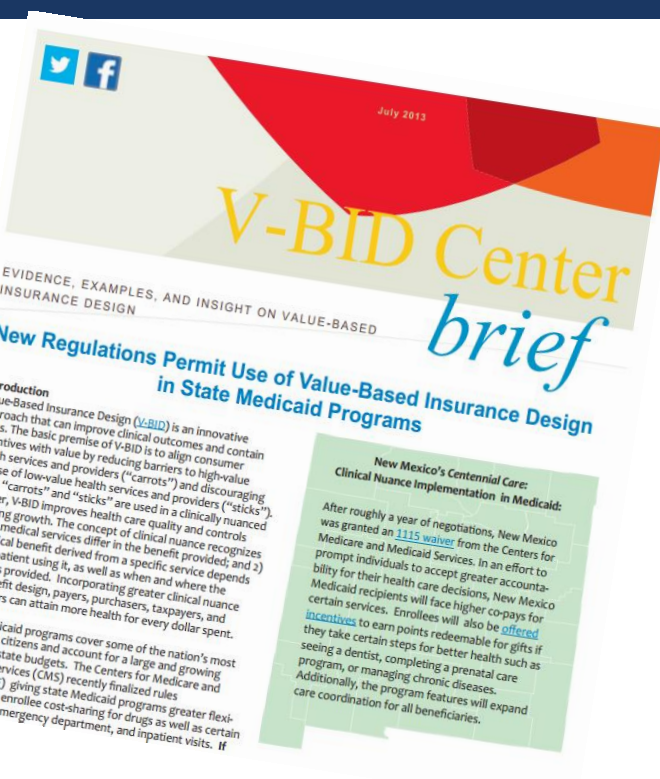 July 2013
V-BID Center
brief
EVIDENCE, EXAMPLES, AND INSIGHT ON VALUE-BASED
INSURANCE DESIGN
New Regulations Permit Use of Value-Based Insurance Design
in State Medicaid Programs
Value-Based Insurance Design (V-BID) is an innovative
that can improve clinical outcomes and contain
The basic premise of V-BID is to align consumer
with value by reducing barriers to high-value
services and providers (“carrots”) and discouraging
of low-value health services and providers (“sticks”).
“carrots” and “sticks” are used in a clinically nuanced
V-BID improves health care quality and controls
growth. The concept of clinical nuance recognizes
medical services differ in the benefit provided; and 2)
benefit derived from a specific service depends
using it, as well as when and where the
provided. Incorporating greater clinical nuance
design, payers, purchasers, taxpayers, and
can attain more health for every dollar spent.
programs cover some of the nation’s most
citizens and account for a large and growing
state budgets. The Centers for Medicare and
(CMS) recently finalized rules
giving state Medicaid programs greater flexi-
enrollee cost-sharing for drugs as well as certain
department, and inpatient visits. If
New Mexico’s Centennial Care:
Clinical Nuance Implementation in Medicaid:
After roughly a year of negotiations, New Mexico
was granted an 1115 waiver from the Centers for
Medicare and Medicaid Services. In an effort to
prompt individuals to accept greater accounta-
bility for their health care decisions, New Mexico
Medicaid recipients will face higher co-pays for
certain services. Enrollees will also be offered
incentives to earn points redeemable for gifts if
they take certain steps for better health such as
seeing a dentist, completing a prenatal care
program, or managing chronic diseases.
Additionally, the program features will expand
care coordination for all beneficiaries.